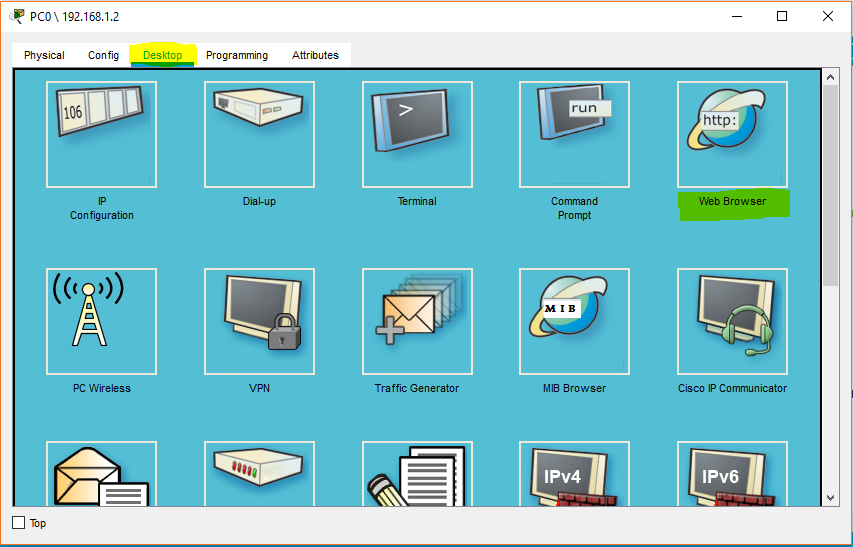 PC0 \ 192.168.1.2
Physical Config Desktop Programming Attributes
106
>
run
http:
IP
Configuration
Dial-up
Terminal
Command
Prompt
Web Browser
MIB
PC Wireless
VPN
Traffic Generator
MIB Browser
Cisco IP Communicator
IPv4
IPv6
Top